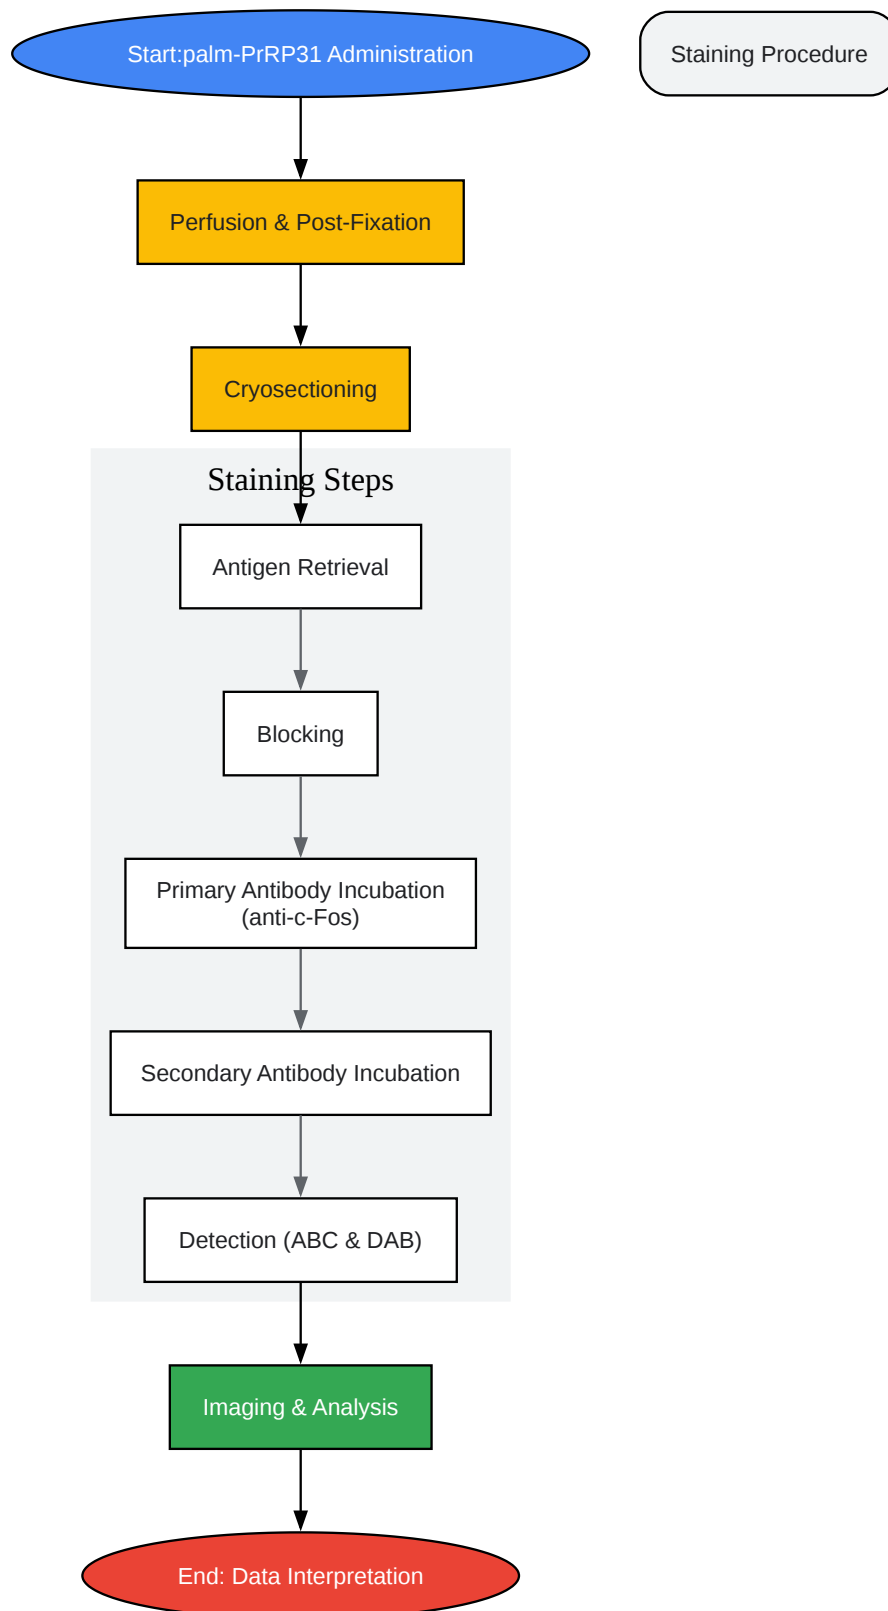 Start:palm-PrRP31 Administration
Staining Procedure
Perfusion & Post-Fixation
Cryosectioning
Staining Steps
Antigen Retrieval
Blocking
Primary Antibody Incubation
(anti-c-Fos)
Secondary Antibody Incubation
Detection (ABC & DAB)
Imaging & Analysis
End: Data Interpretation